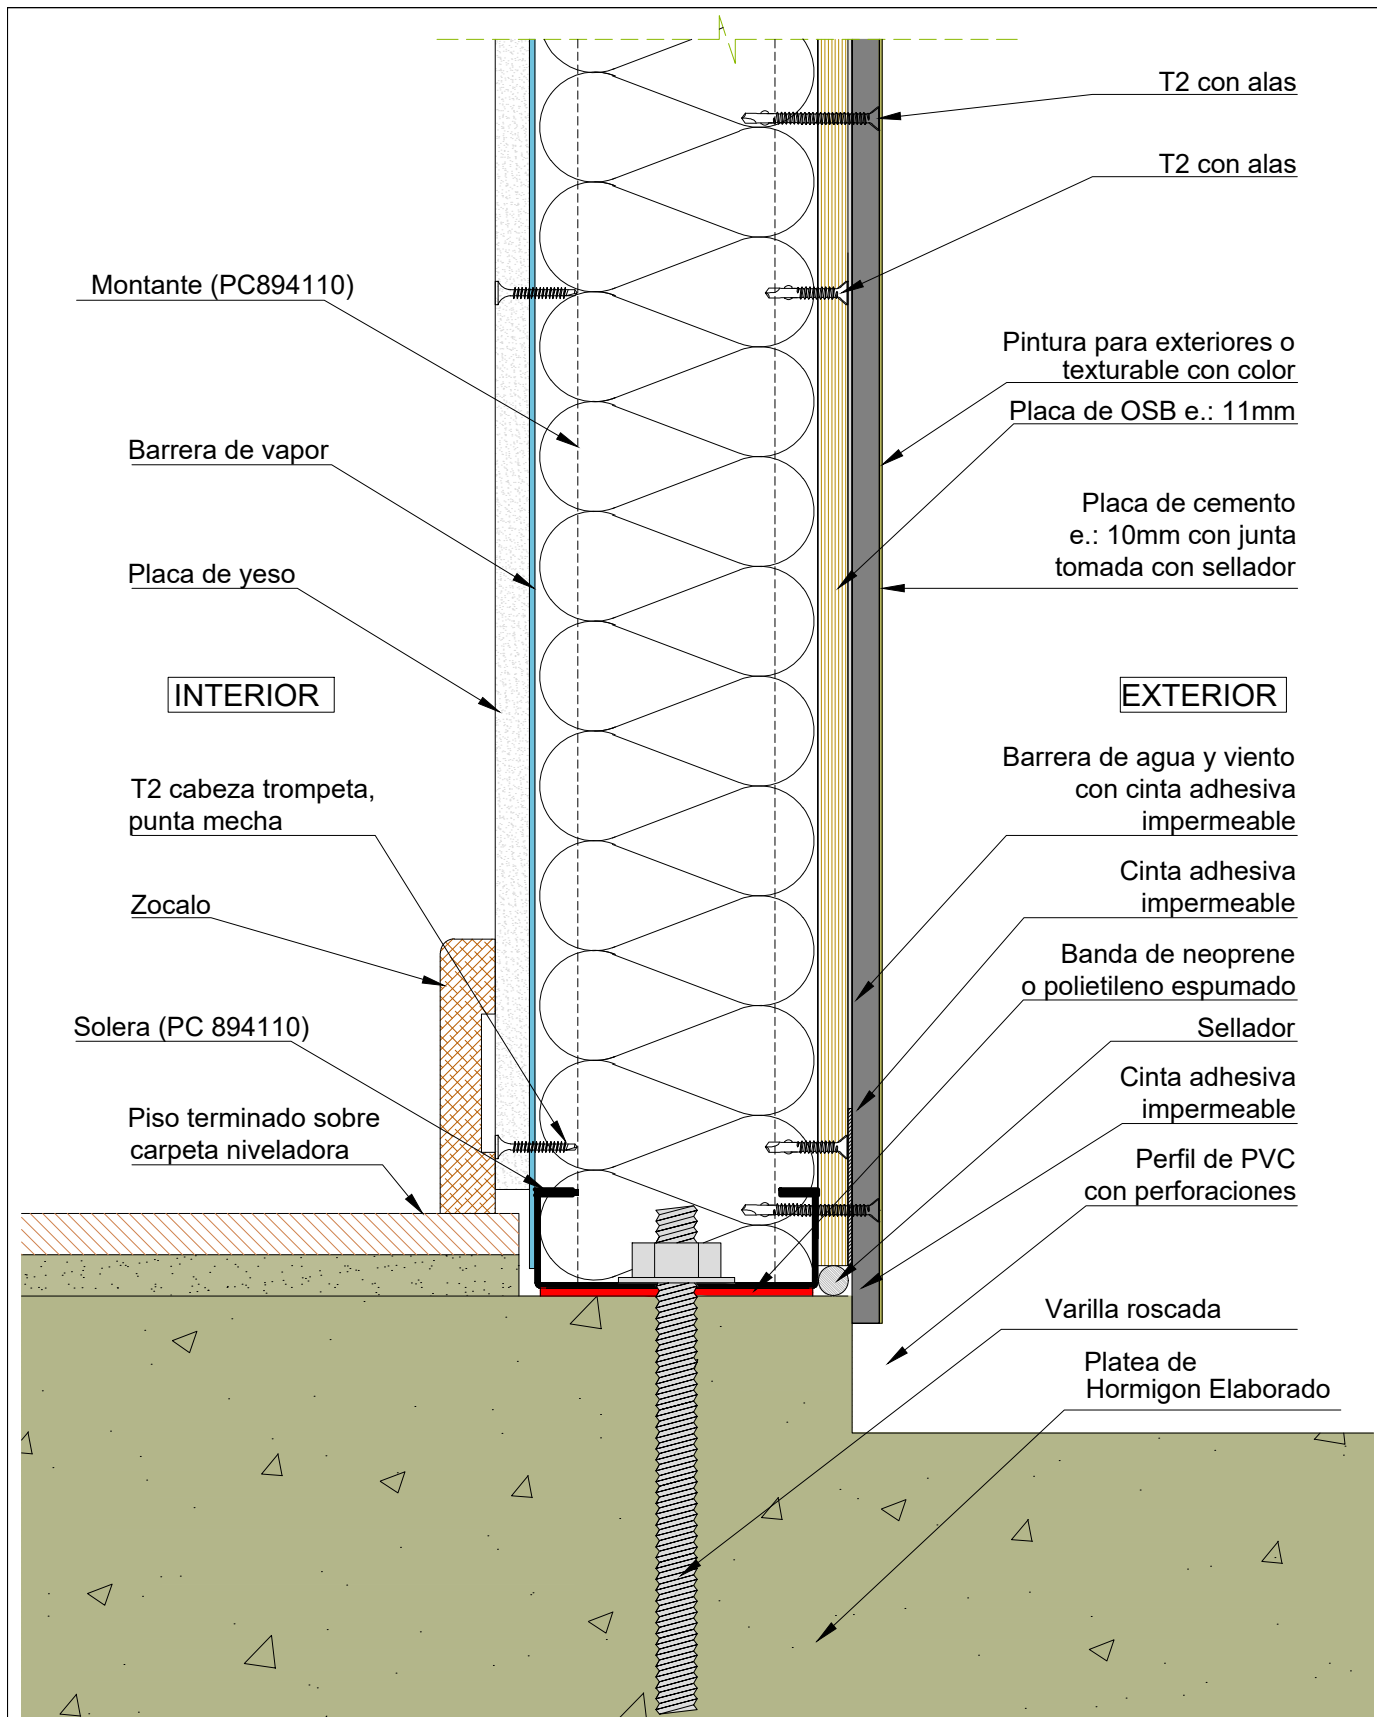 T2 con alas
T2 con alas
Montante (PC894110)
Pintura para exteriores o
texturable con color
Placa de OSB e.: 11mm
Barrera de vapor
Placa de cemento
e.: 10mm con junta
tomada con sellador
Placa de yeso
INTERIOR
EXTERIOR
Barrera de agua y viento
con cinta adhesiva
impermeable
T2 cabeza trompeta,
punta mecha
Cinta adhesiva
impermeable
Zocalo
Banda de neoprene
o polietileno espumado
Solera (PC 894110)
Sellador
Cinta adhesiva
impermeable
Piso terminado sobre
carpeta niveladora
Perfil de PVC
con perforaciones
Varilla roscada
Platea de
Hormigon Elaborado